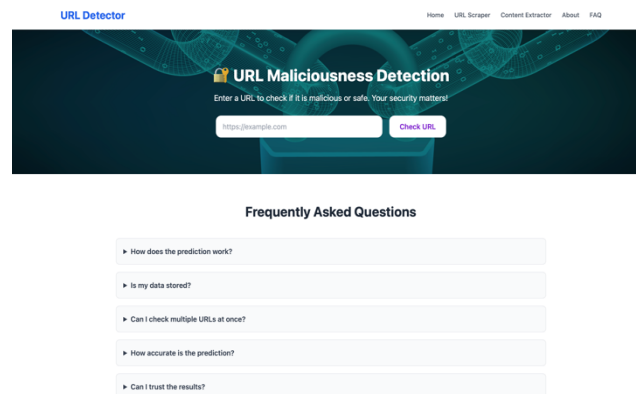 URL Detector
Home URL Scraper Content Extractor About FAQ
🔐 URL Maliciousness Detection
Enter a URL to check if it is malicious or safe. Your security matters!
https://example.com Check URL
Frequently Asked Questions
▶ How does the prediction work?
▶ Is my data stored?
▶ Can I check multiple URLs at once?
▶ How accurate is the prediction?
▶ Can I trust the results?